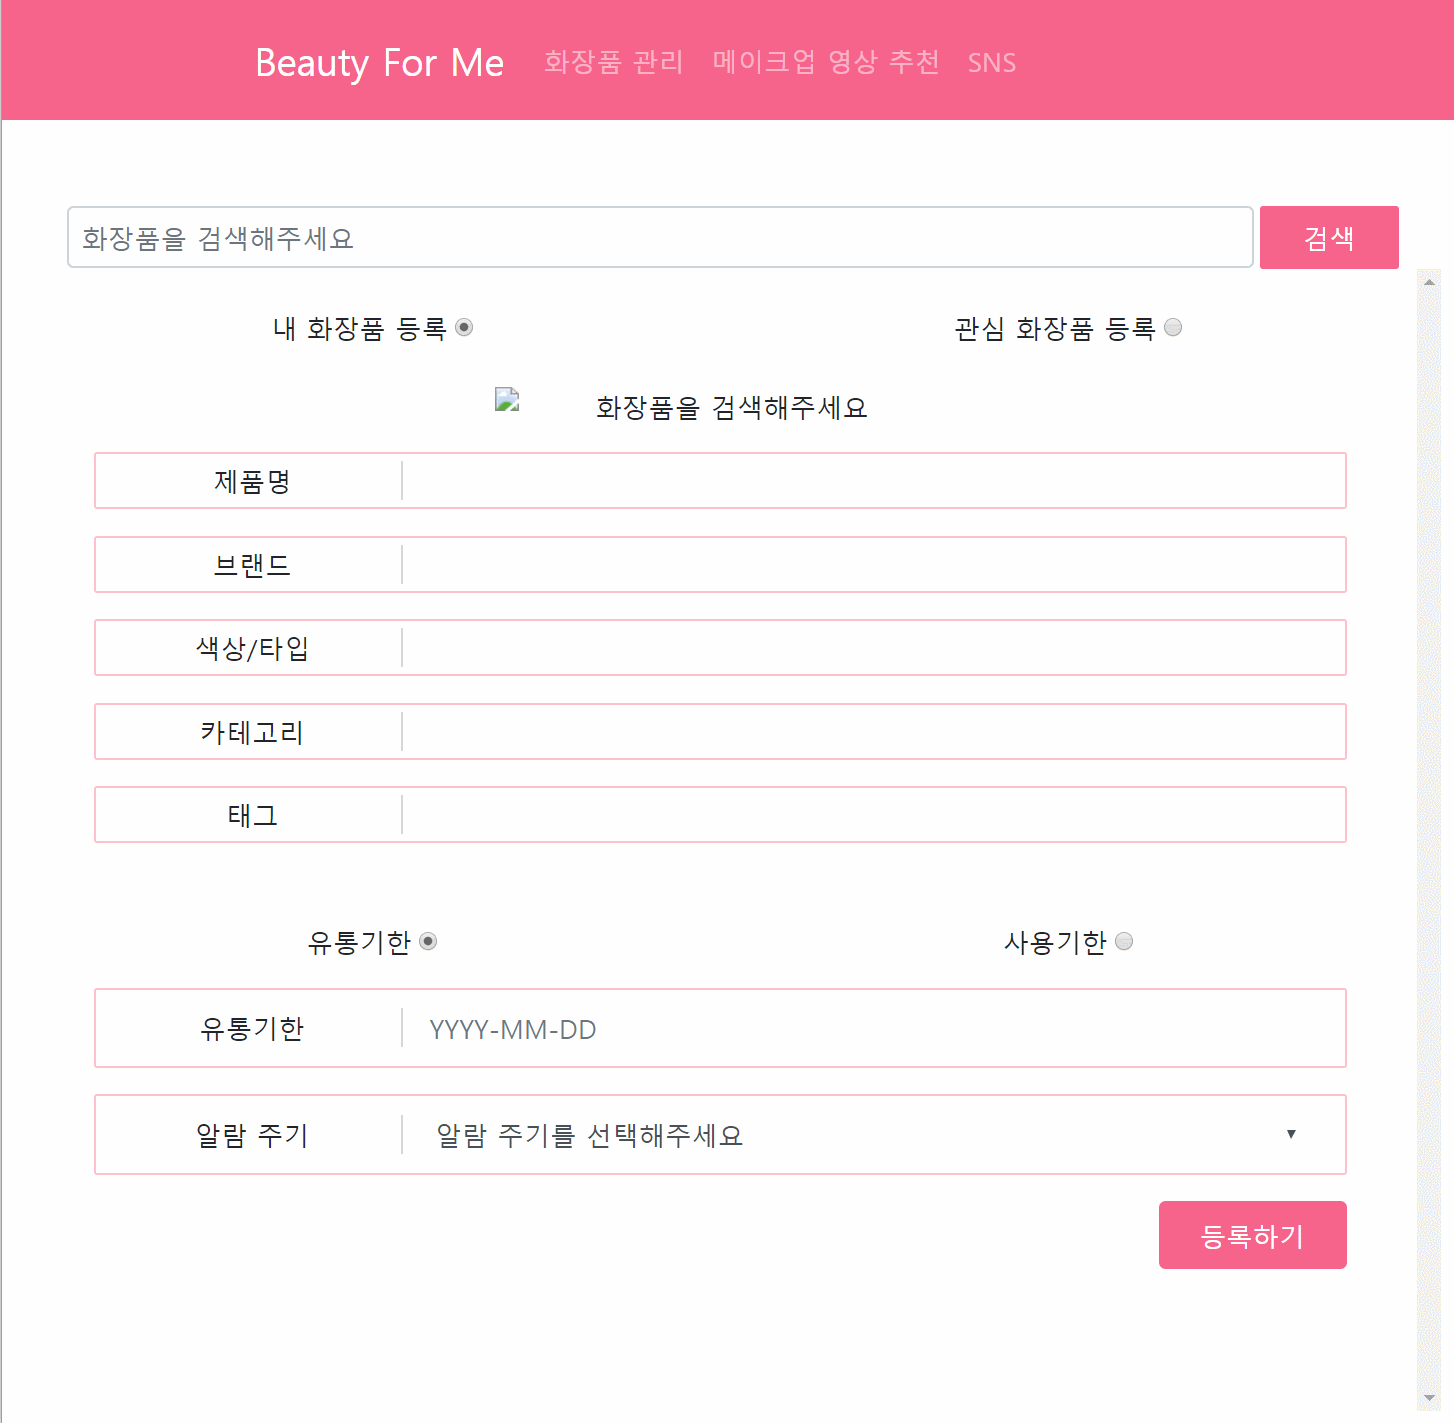 Beauty For Me 화장품 관리 메이크업 영상 추천 SNS
화장품을 검색해주세요 검색
내 화장품 등록 관심 화장품 등록
화장품을 검색해주세요
제품명
브랜드
색상/타입
카테고리
태그
유통기한 사용기한
유통기한 YYYY-MM-DD
알람 주기 알람 주기를 선택해주세요
등록하기